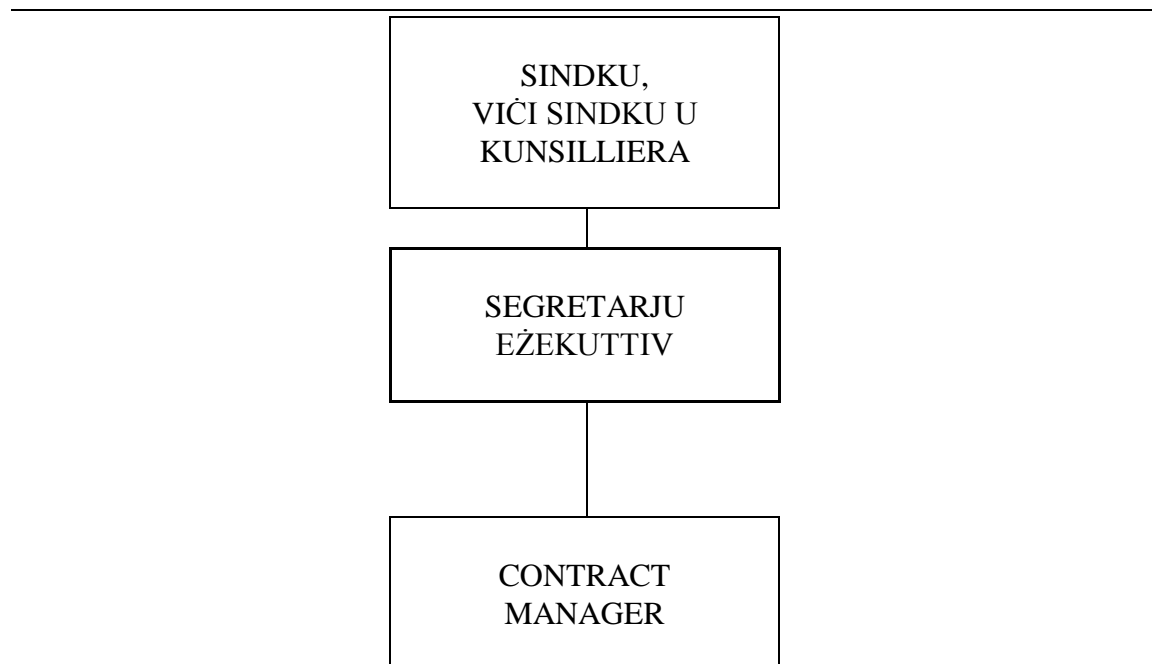 SINDKU,
VIĊI SINDKU U
KUNSILLIERA
SEGRETARJU
EŻEKUTTIV
CONTRACT
MANAGER